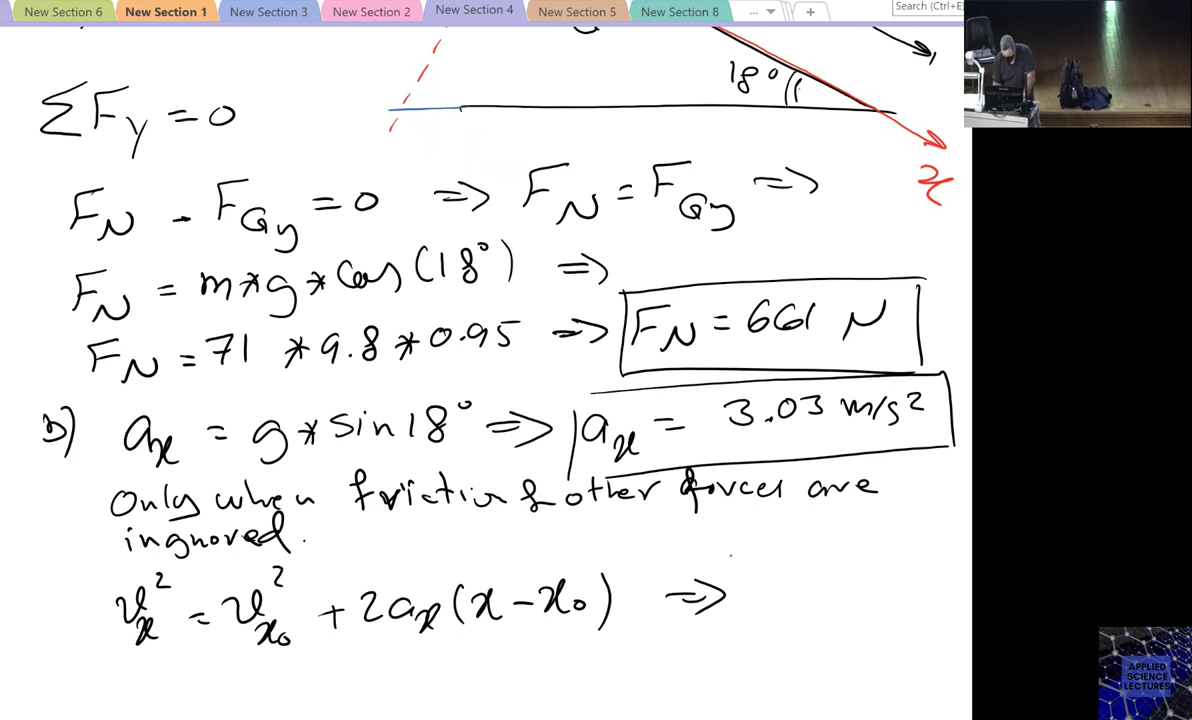 New Section 6 New Section 1 New Section 3 New Section 2 New Section 4 New Section 5 New Section 8 ... + Search (Ctrl+E)
18°
ΣFy = 0
x
FN - FGy = 0 => FN = FGy =>
FN = m*g*Cos(18°) =>
FN = 71 * 9.8 * 0.95 => FN = 661 N
b) ax = g * sin18° => ax = 3.03 m/s²
Only when friction & other forces are
ingnored.
vx² = vx0² + 2ax(x - x0) =>
APPLIED
SCIENCE
LECTURES